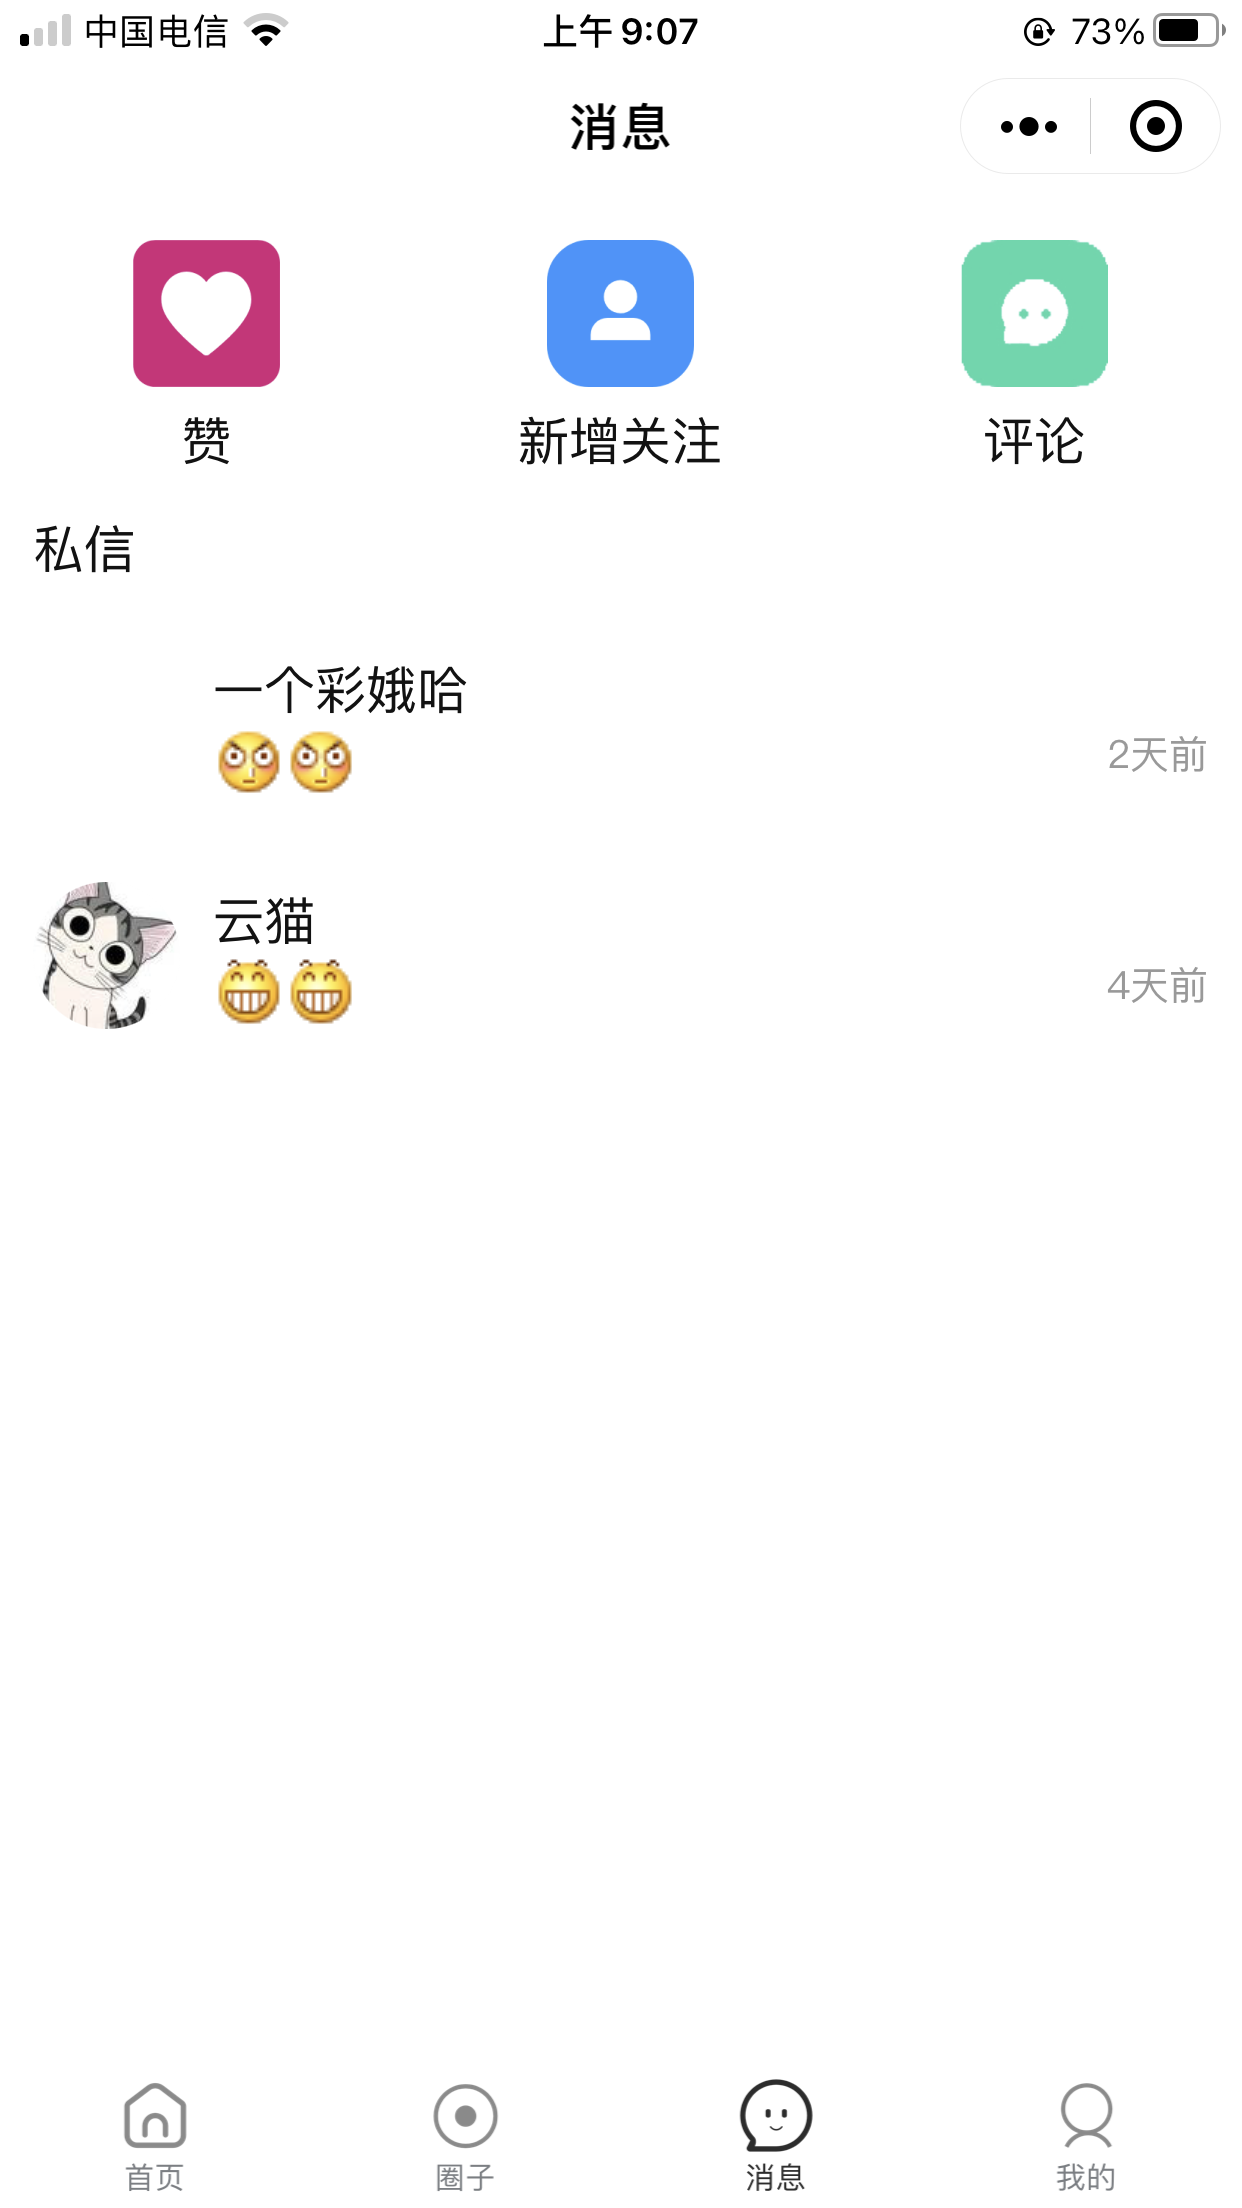 中国电信 上午 9:07 73%
消息
赞 新增关注 评论
私信
一个彩娥哈
2天前
云猫
4天前
首页 圈子 消息 我的